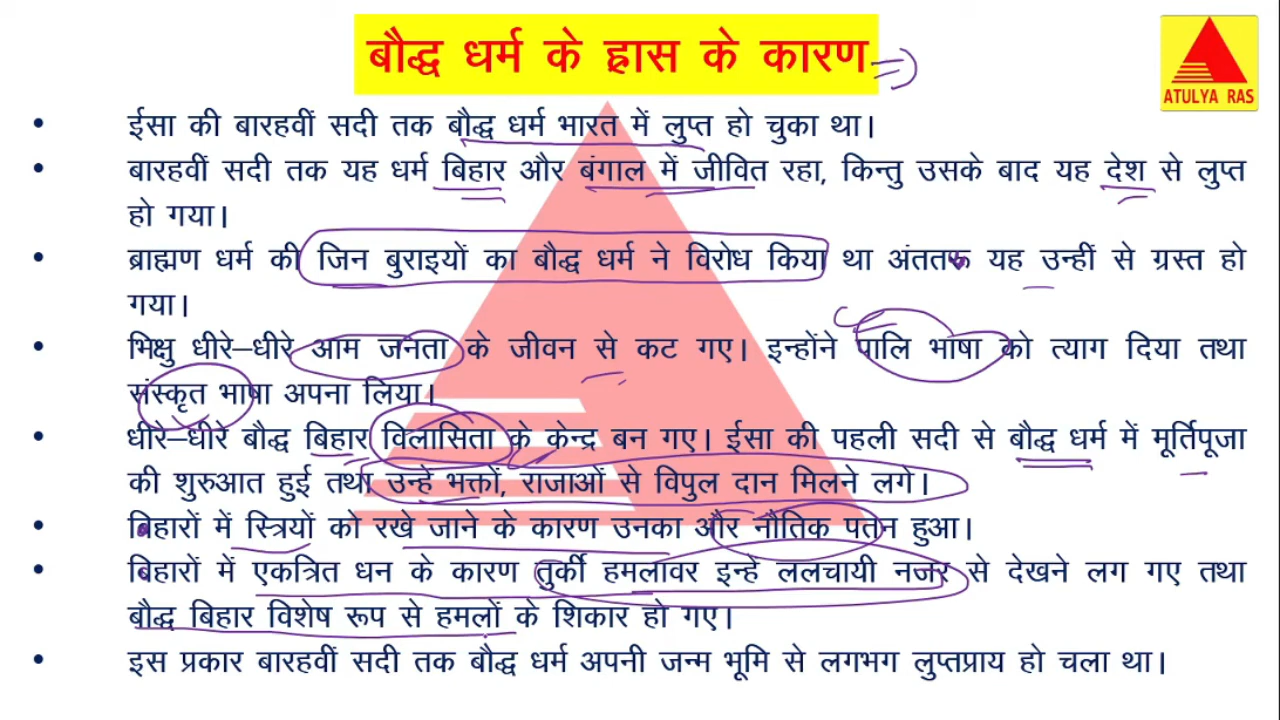 बौद्ध धर्म के ह्रास के कारण
ATULYA RAS
• ईसा की बारहवीं सदी तक बौद्ध धर्म भारत में लुप्त हो चुका था।
• बारहवीं सदी तक यह धर्म बिहार और बंगाल में जीवित रहा, किन्तु उसके बाद यह देश से लुप्त
हो गया।
• ब्राह्मण धर्म की जिन बुराइयों का बौद्ध धर्म ने विरोध किया था अंततरू यह उन्हीं से ग्रस्त हो
गया।
• भिक्षु धीरे–धीरे आम जनता के जीवन से कट गए। इन्होंने पालि भाषा को त्याग दिया तथा
संस्कृत भाषा अपना लिया।
• धीरे–धीरे बौद्ध बिहार विलासिता के केन्द्र बन गए। ईसा की पहली सदी से बौद्ध धर्म में मूर्तिपूजा
की शुरुआत हुई तथा उन्हे भक्तों, राजाओं से विपुल दान मिलने लगे।
• बिहारों में स्त्रियों को रखे जाने के कारण उनका और नौतिक पतन हुआ।
• बिहारों में एकत्रित धन के कारण तुर्की हमलावर इन्हे ललचायी नजर से देखने लग गए तथा
बौद्ध बिहार विशेष रूप से हमलों के शिकार हो गए।
• इस प्रकार बारहवीं सदी तक बौद्ध धर्म अपनी जन्म भूमि से लगभग लुप्तप्राय हो चला था।